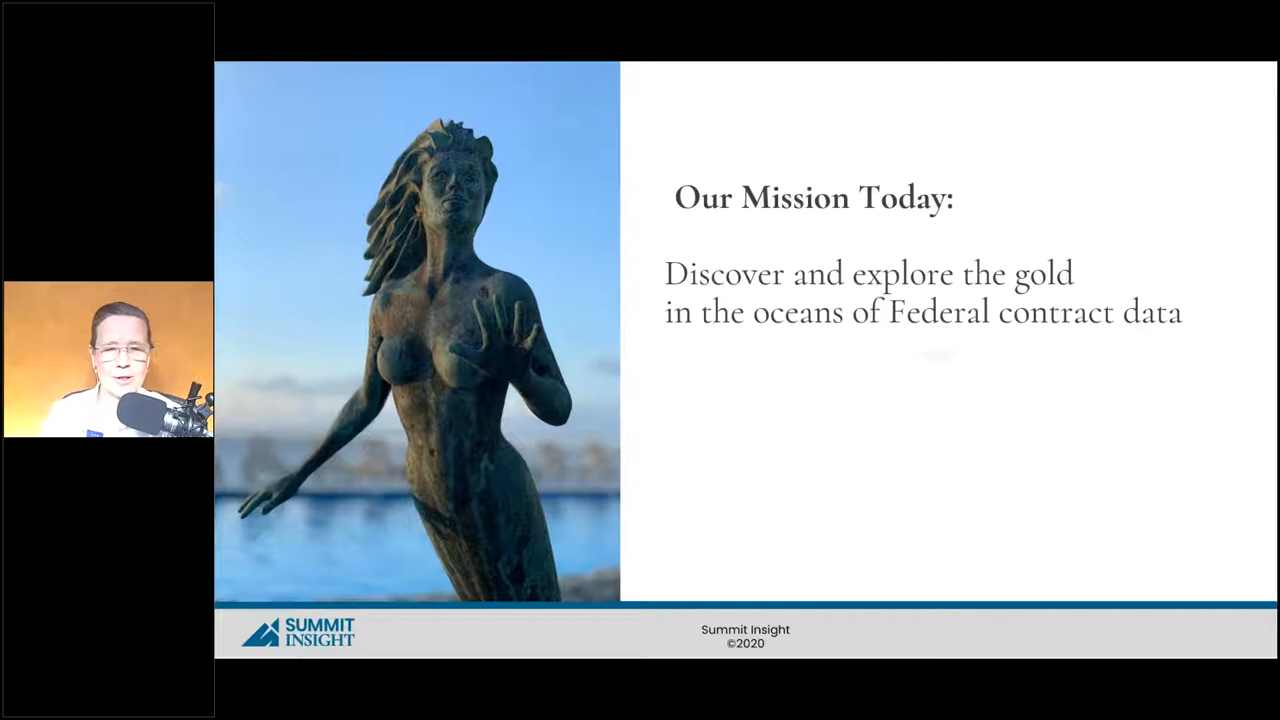 Our Mission Today:
Discover and explore the gold
in the oceans of Federal contract data
SUMMIT
INSIGHT
Summit Insight
©2020